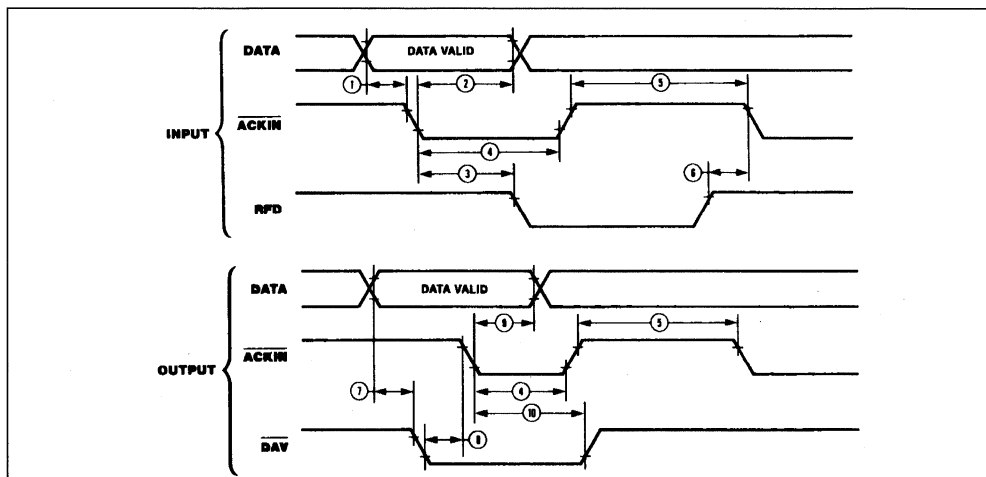 DATA
DATA VALID
1
2
5
INPUT
ACKIN
4
3
6
RFD
DATA
DATA VALID
9
5
ACKIN
OUTPUT
4
7
10
8
DAV